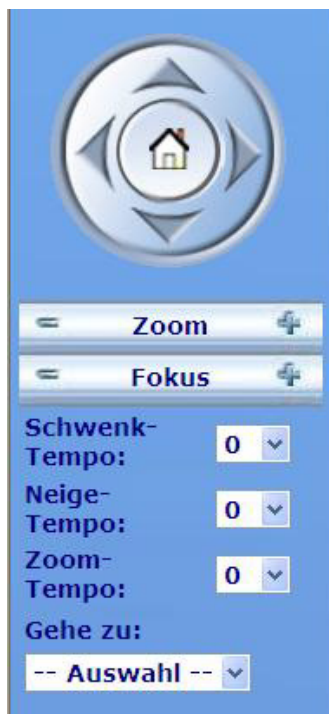 Zoom
Fokus
Schwenk-
Tempo: 0
Neige-
Tempo: 0
Zoom-
Tempo: 0
Gehe zu:
-- Auswahl --